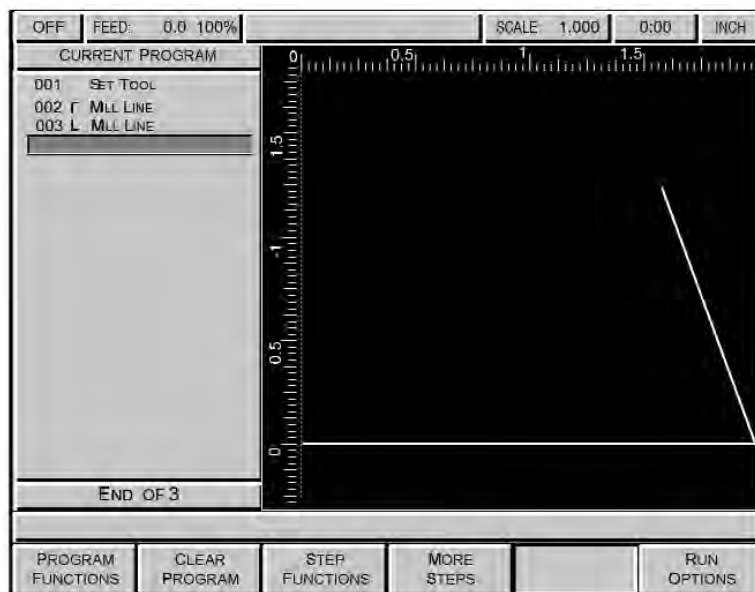 OFF FEED: 0.0 100% SCALE 1.000 0:00 INCH
CURRENT PROGRAM
001 SET TOOL
002 MILL LINE
003 MILL LINE
END OF 3
0 0.5 1 1.5
1.5
-1
0.5
0
PROGRAM FUNCTIONS
CLEAR PROGRAM
STEP FUNCTIONS
MORE STEPS
RUN OPTIONS